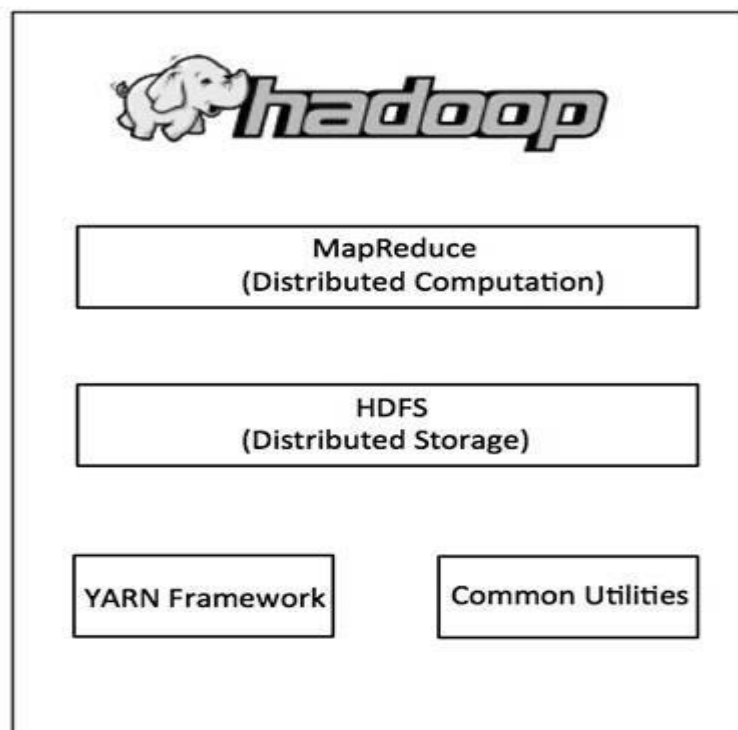 hadoop
MapReduce
(Distributed Computation)
HDFS
(Distributed Storage)
YARN Framework
Common Utilities